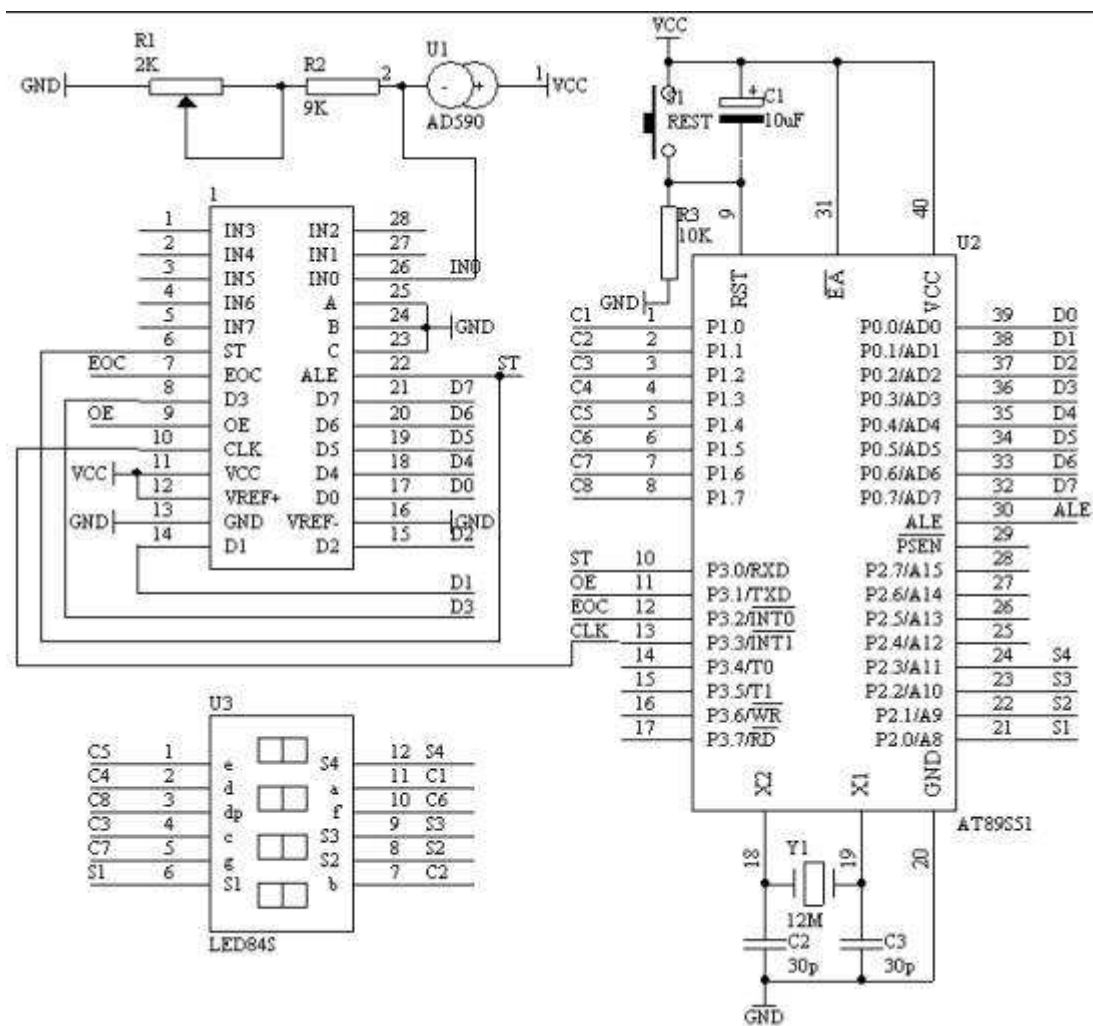 VCC
R1
2K
GND
R2
9K
2
U1
1
VCC
AD590
REST
C1
10uF
R3
10K
GND
9
31
40
U2
1
1 IN3 IN2 28
2 IN4 IN1 27
3 IN5 IN0 26 IN0
4 IN6 A 25
5 IN7 B 24 GND
6 ST C 23
EOC 7 EOC ALE 22 ST
8 D3 D7 21 D7
OE 9 OE D6 20 D6
10 CLK D5 19 D5
VCC 11 VCC D4 18 D4
12 VREF+ D0 17 D0
GND 13 GND VREF- 16 GND
14 D1 D2 15 D2
D1
D3
RST EA VCC
C1 1 P1.0 P0.0/AD0 39 D0
C2 2 P1.1 P0.1/AD1 38 D1
C3 3 P1.2 P0.2/AD2 37 D2
C4 4 P1.3 P0.3/AD3 36 D3
C5 5 P1.4 P0.4/AD4 35 D4
C6 6 P1.5 P0.5/AD5 34 D5
C7 7 P1.6 P0.6/AD6 33 D6
C8 8 P1.7 P0.7/AD7 32 D7
ALE 30 ALE
PSEN 29
ST 10 P3.0/RXD P2.7/A15 28
OE 11 P3.1/TXD P2.6/A14 27
EOC 12 P3.2/INT0 P2.5/A13 26
CLK 13 P3.3/INT1 P2.4/A12 25
14 P3.4/T0 P2.3/A11 24 S4
15 P3.5/T1 P2.2/A10 23 S3
16 P3.6/WR P2.1/A9 22 S2
17 P3.7/RD P2.0/A8 21 S1
X2 X1 GND
AT89S51
18 Y1 19 20
12M
C2
30p
C3
30p
GND
U3
C5 1 e S4 12 S4
C4 2 d a 11 C1
C8 3 dp f 10 C6
C3 4 c S3 9 S3
C7 5 g S2 8 S2
S1 6 S1 b 7 C2
LED84S